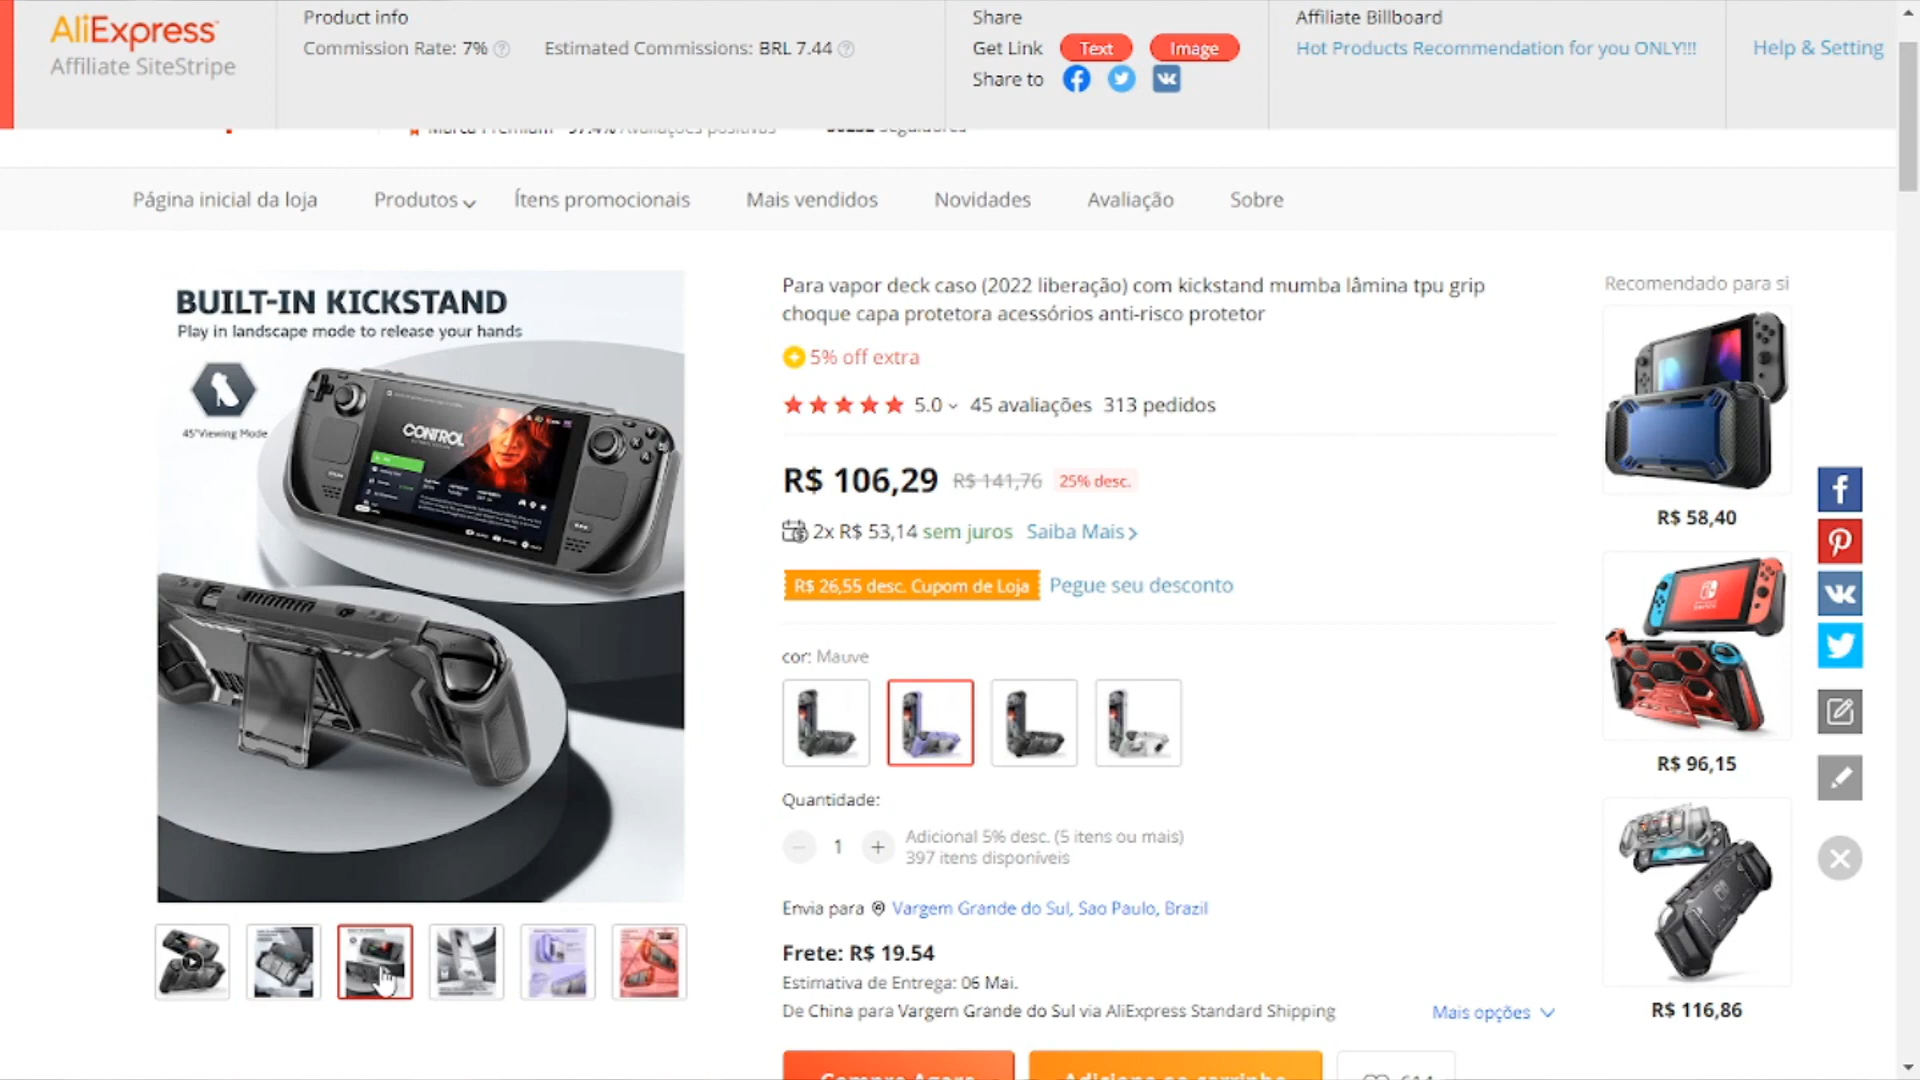 AliExpress
Affiliate SiteStripe
Product info
Commission Rate: 7%
Estimated Commissions: BRL 7.44
Share
Get Link Text Image
Share to
Affiliate Billboard
Hot Products Recommendation for you ONLY!!!
Help & Setting
Página inicial da loja
Produtos
Ítens promocionais
Mais vendidos
Novidades
Avaliação
Sobre
BUILT-IN KICKSTAND
Play in landscape mode to release your hands
45°Viewing Mode
CONTROL
Para vapor deck caso (2022 liberação) com kickstand mumba lâmina tpu grip
choque capa protetora acessórios anti-risco protetor
5% off extra
5.0 45 avaliações 313 pedidos
R$ 106,29 R$ 141,76 25% desc.
2x R$ 53,14 sem juros Saiba Mais
R$ 26,55 desc. Cupom de Loja Pegue seu desconto
cor: Mauve
Quantidade:
1
Adicional 5% desc. (5 itens ou mais)
397 itens disponíveis
Envia para Vargem Grande do Sul, Sao Paulo, Brazil
Frete: R$ 19.54
Estimativa de Entrega: 06 Mai.
De China para Vargem Grande do Sul via AliExpress Standard Shipping
Mais opções
Recomendado para si
R$ 58,40
R$ 96,15
R$ 116,86